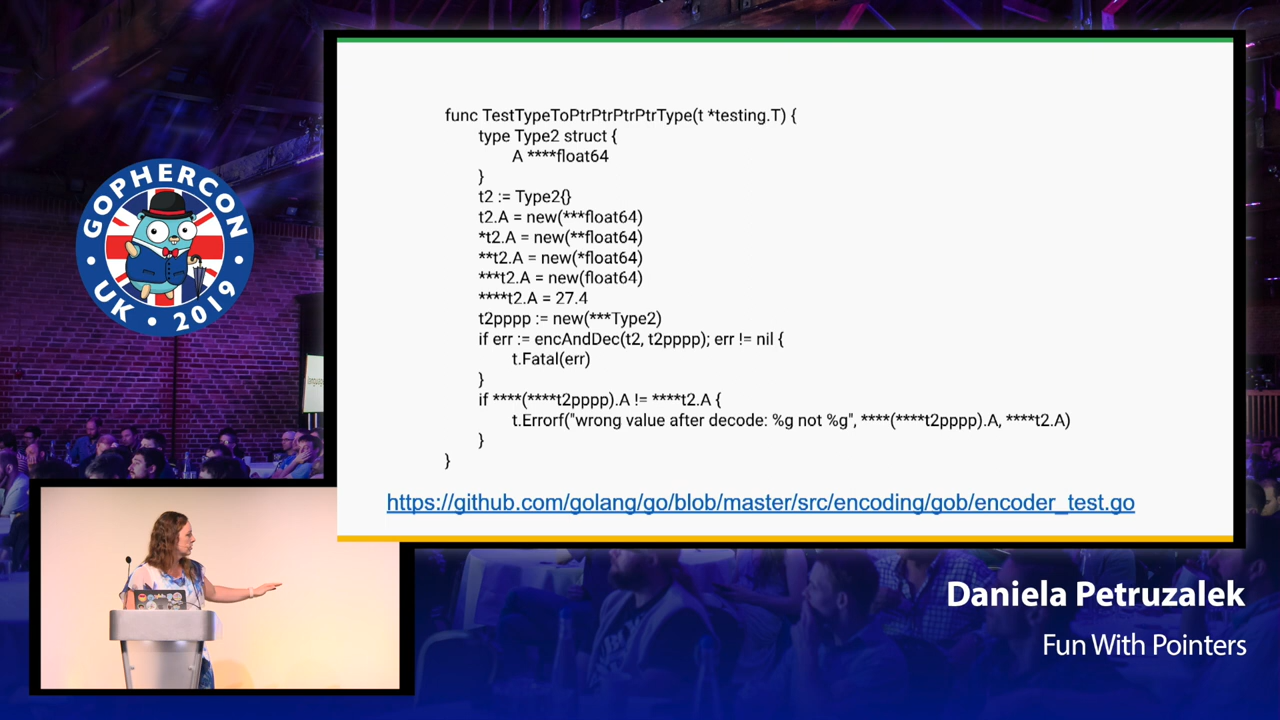 GOPHERCON
UK • 2019
func TestTypeToPtrPtrPtrPtrType(t *testing.T) {
type Type2 struct {
A ****float64
}
t2 := Type2{}
t2.A = new(***float64)
*t2.A = new(**float64)
**t2.A = new(*float64)
***t2.A = new(float64)
****t2.A = 27.4
t2pppp := new(***Type2)
if err := encAndDec(t2, t2pppp); err != nil {
t.Fatal(err)
}
if ****(****t2pppp).A != ****t2.A {
t.Errorf("wrong value after decode: %g not %g", ****(****t2pppp).A, ****t2.A)
}
}
https://github.com/golang/go/blob/master/src/encoding/gob/encoder_test.go
Daniela Petruzalek
Fun With Pointers